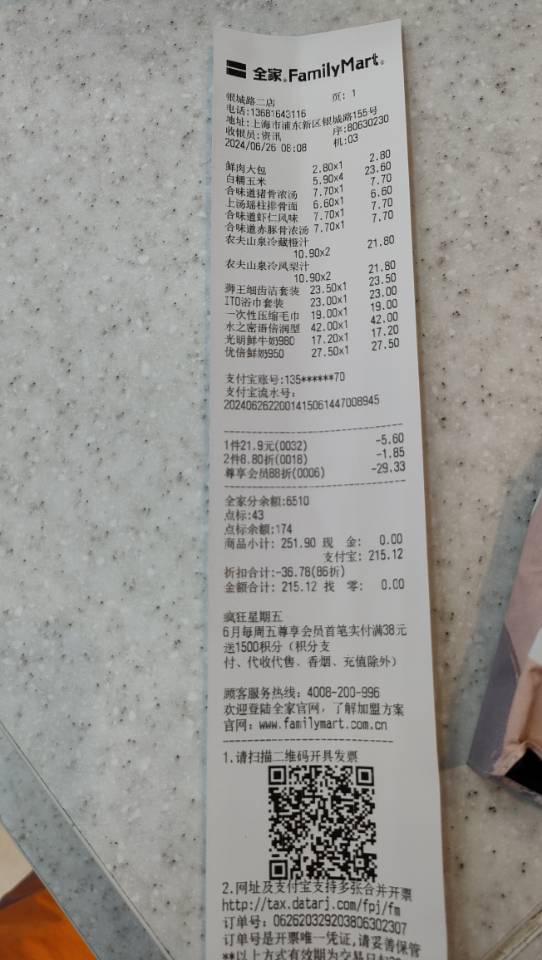 全家 FamilyMart
银城路二店 页: 1
电话:13681643116
地址:上海市浦东新区银城路155号
收银员:资讯 序:80630230
2024/06/26 08:08 机:03
鲜肉大包 2.80x1 2.80
白糯玉米 5.90x4 23.60
合味道猪骨浓汤 7.70x1 7.70
上汤瑶柱排骨面 6.60x1 6.60
合味道虾仁风味 7.70x1 7.70
合味道赤豚骨浓汤 7.70x1 7.70
农夫山泉冷藏橙汁 21.80
10.90x2
农夫山泉冷凤梨汁 21.80
10.90x2
狮王细齿洁套装 23.50x1 23.50
ITO浴巾套装 23.00x1 23.00
一次性压缩毛巾 19.00x1 19.00
水之密语倍润型 42.00x1 42.00
光明鲜牛奶980 17.20x1 17.20
优倍鲜奶950 27.50x1 27.50
支付宝账号:135******70
支付宝流水号:
2024062622001415061447008945
1件21.9元(0032) -5.60
2件8.80折(0018) -1.85
尊享会员88折(0006) -29.33
全家分余额:6510
点标:43
点标余额:174
商品小计: 251.90 现 金: 0.00
支付宝: 215.12
折扣合计:-36.78(86折)
金额合计: 215.12 找 零: 0.00
疯狂星期五
6月每周五尊享会员首笔实付满38元
送1500积分（积分支
付、代收代售、香烟、充值除外）
顾客服务热线: 4008-200-996
欢迎登陆全家官网，了解加盟方案
官网: www.familymart.com.cn
1.请扫描二维码开具发票
2.网址及支付宝支持多张合并开票
http://tax.datarj.com/fpj/fm
订单号: 062620329203806302307
订单号是开票唯一凭证,请妥善保管
**以上方式有效期为交易日